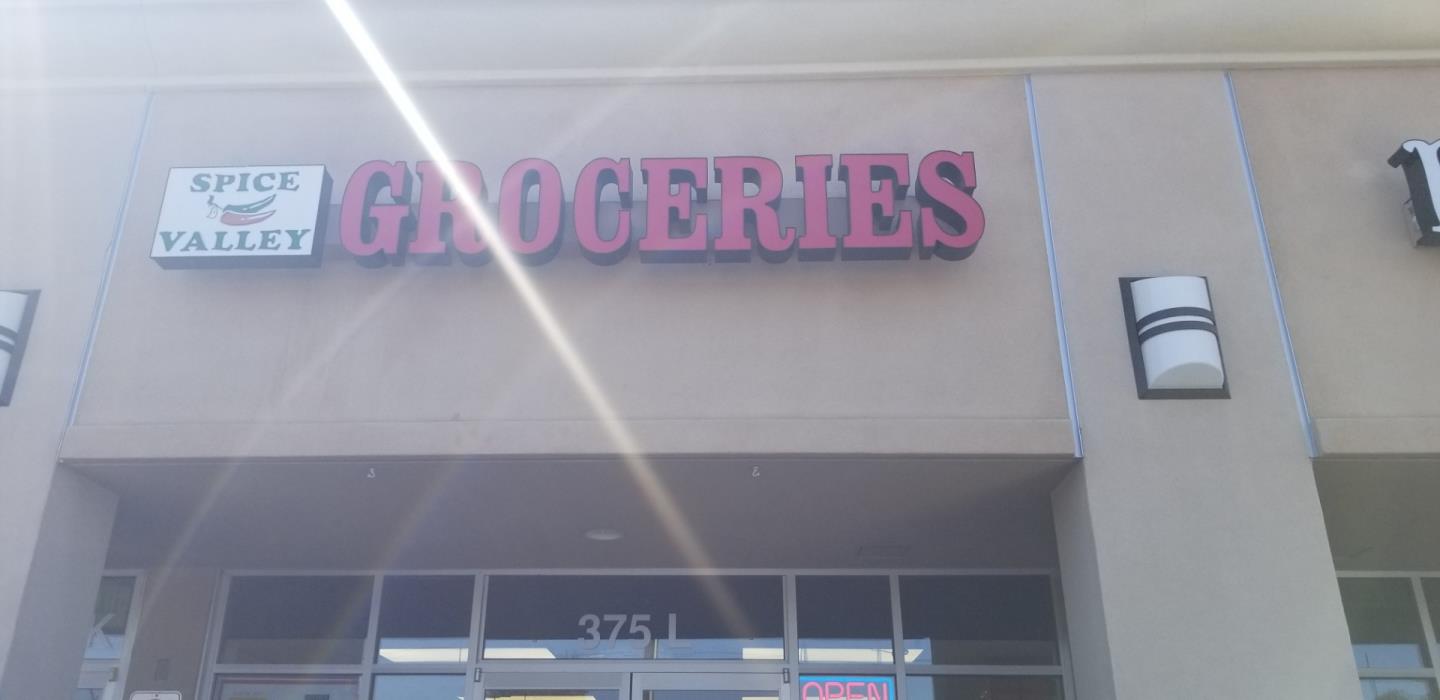 SPICE
VALLEY
GROCERIES
375 L
OPEN
K